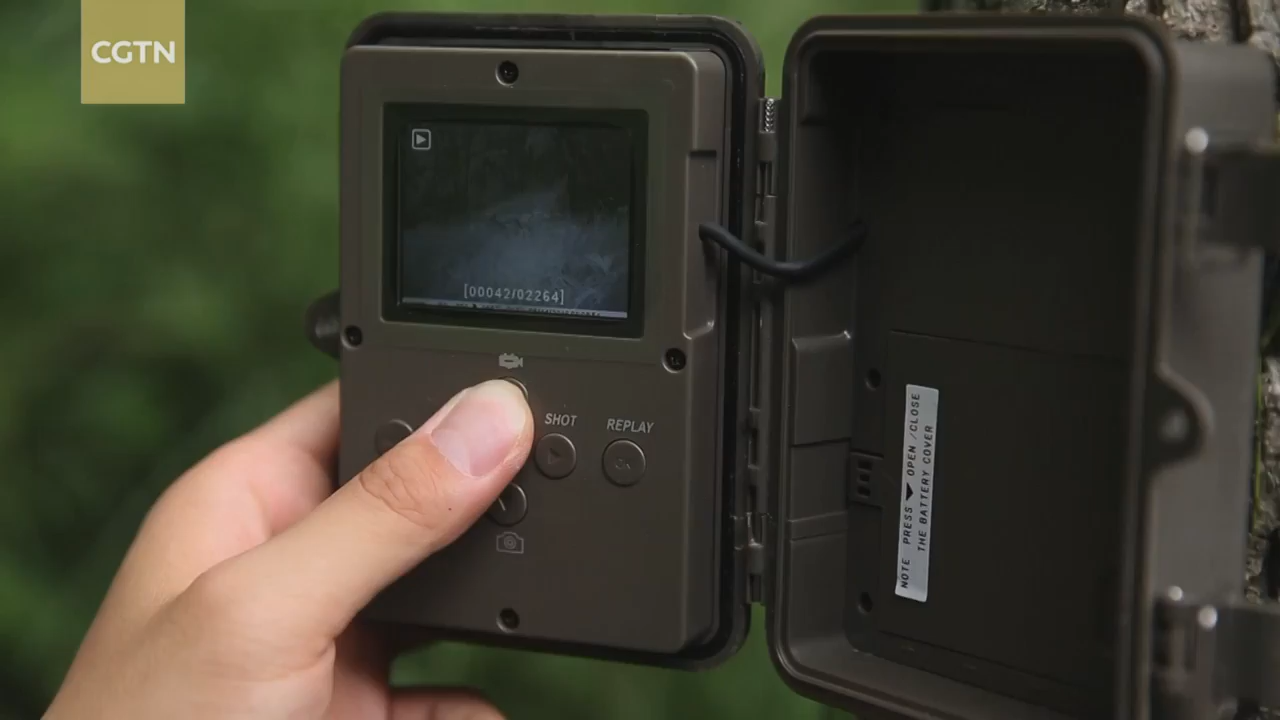 CGTN
[00042/02264]
SHOT
REPLAY
NOTE PRESS ▼ OPEN /CLOSE
THE BATTERY COVER